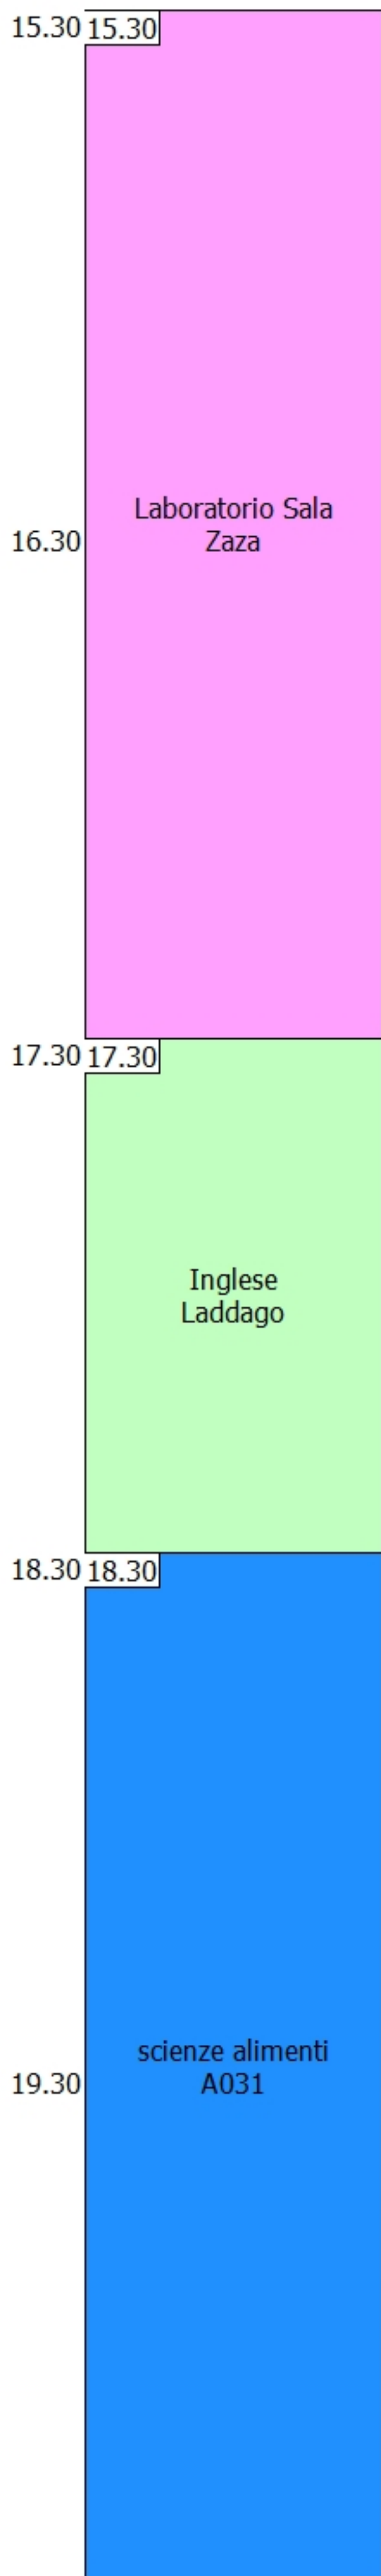 15.30 15.30
Laboratorio Sala
16.30 Zaza
17.30 17.30
Inglese
Laddago
18.30 18.30
scienze alimenti
19.30 A031